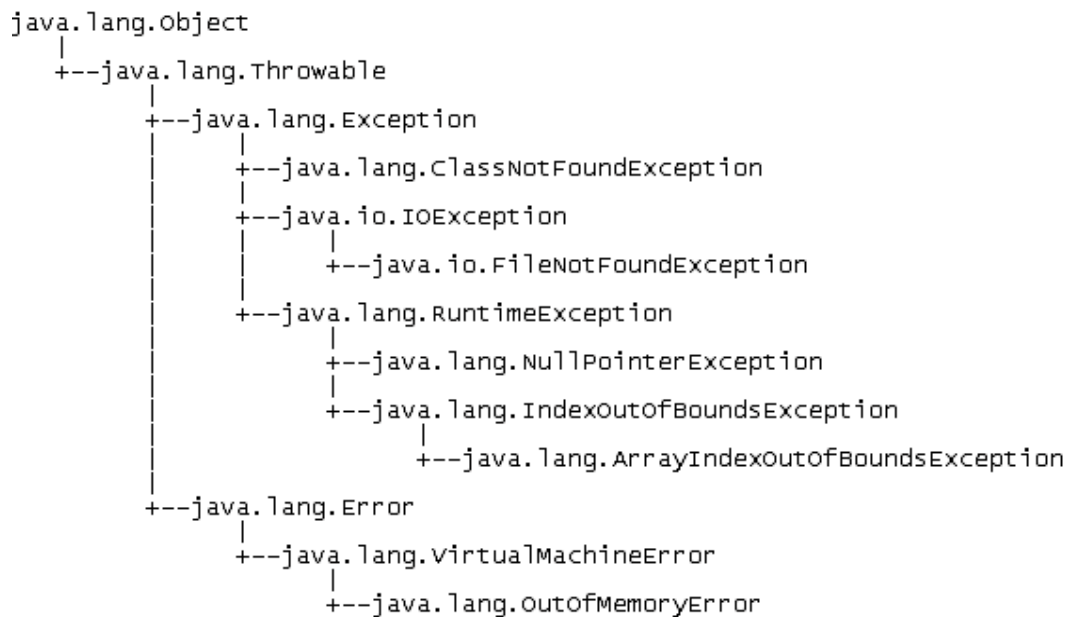 java.lang.Object
|
+--java.lang.Throwable
|
+--java.lang.Exception
|
+--java.lang.ClassNotFoundException
|
+--java.io.IOException
|
+--java.io.FileNotFoundException
|
+--java.lang.RuntimeException
|
+--java.lang.NullPointerException
|
+--java.lang.IndexOutOfBoundsException
|
+--java.lang.ArrayIndexOutOfBoundsException
|
+--java.lang.Error
|
+--java.lang.VirtualMachineError
|
+--java.lang.OutOfMemoryError